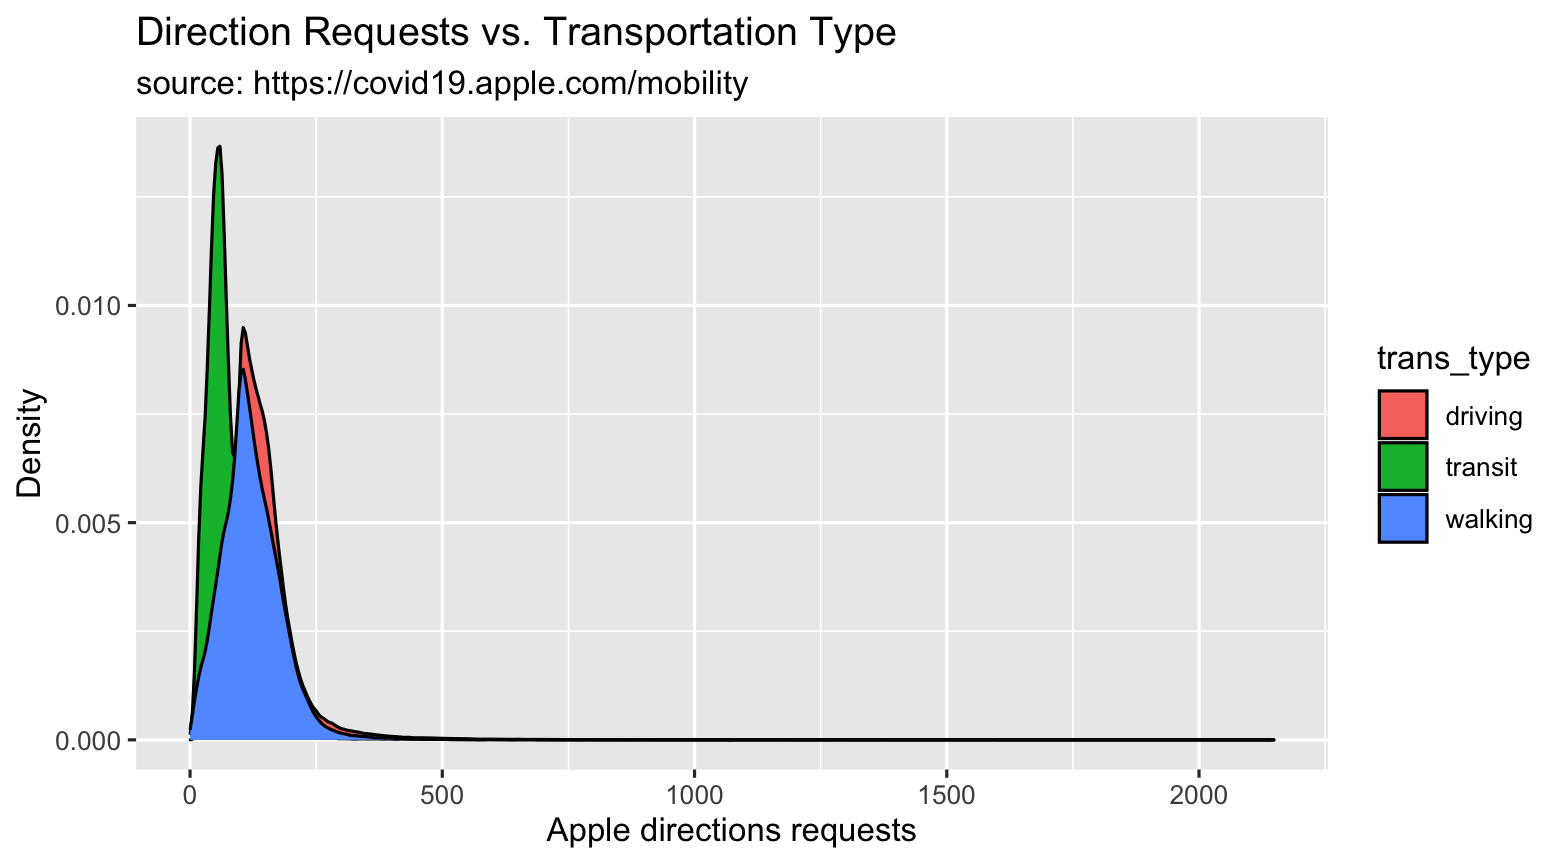 Direction Requests vs. Transportation Type
source: https://covid19.apple.com/mobility
Density
0.010
0.005
0.000
0
500
1000
1500
2000
Apple directions requests
trans_type
driving
transit
walking